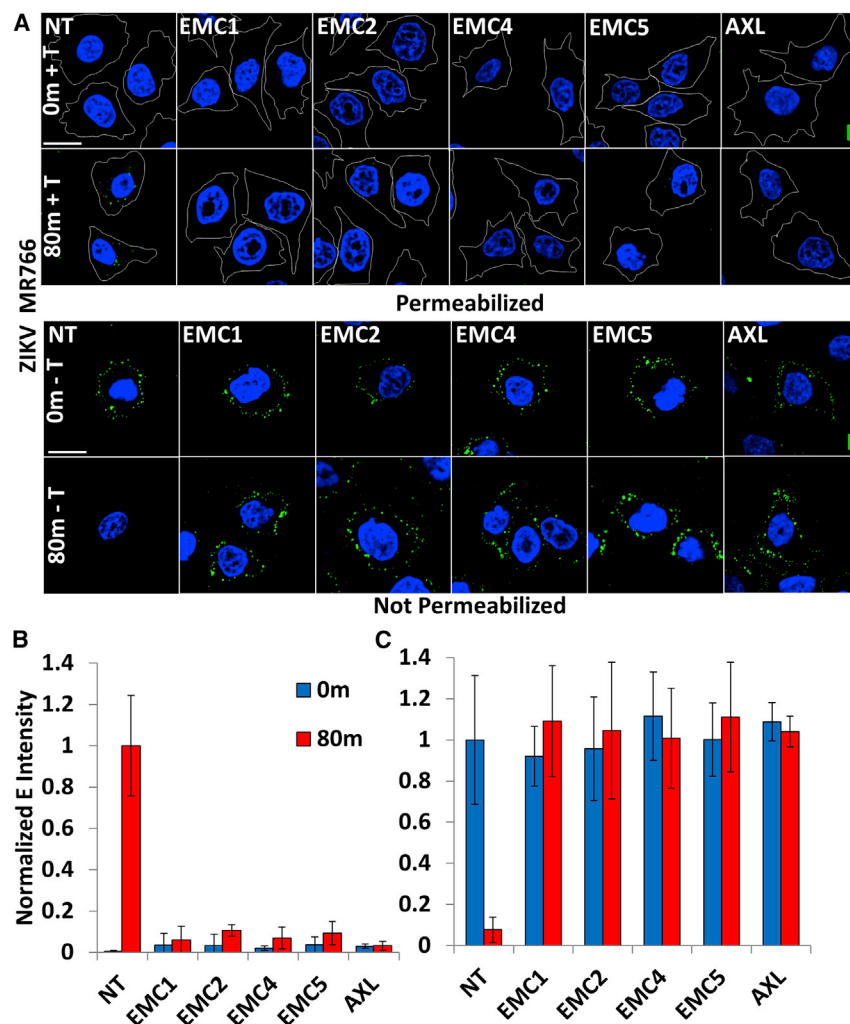 A
NT EMC1 EMC2 EMC4 EMC5 AXL
0m + T
80m + T
Permeabilized
ZIKV MR766
NT EMC1 EMC2 EMC4 EMC5 AXL
0m - T
80m - T
Not Permeabilized
B
Normalized E Intensity
1.4
1.2
1
0.8
0.6
0.4
0.2
0
0m
80m
NT EMC1 EMC2 EMC4 EMC5 AXL
C
1.4
1.2
1
0.8
0.6
0.4
0.2
0
NT EMC1 EMC2 EMC4 EMC5 AXL